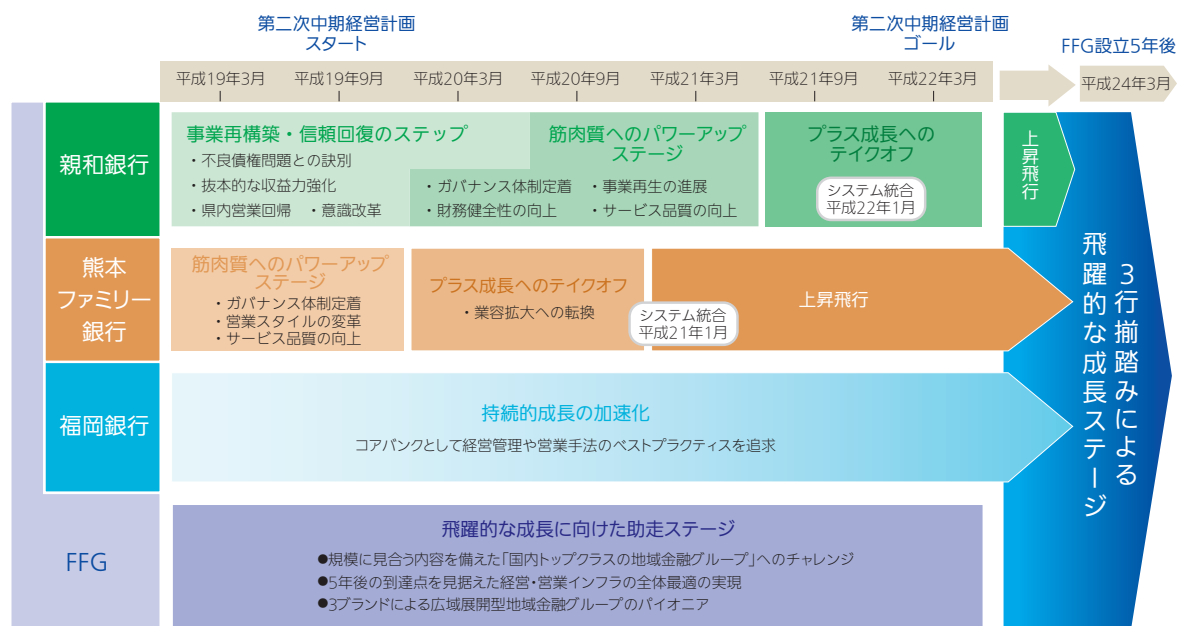 第二次中期経営計画
スタート
第二次中期経営計画
ゴール
FFG設立5年後
平成19年3月
平成19年9月
平成20年3月
平成20年9月
平成21年3月
平成21年9月
平成22年3月
平成24年3月
親和銀行
事業再構築・信頼回復のステップ
・不良債権問題との訣別
・抜本的な収益力強化
・県内営業回帰 ・意識改革
筋肉質へのパワーアップ
ステージ
・ガバナンス体制定着 ・事業再生の進展
・財務健全性の向上 ・サービス品質の向上
プラス成長への
テイクオフ
システム統合
平成22年1月
上昇飛行
熊本
ファミリー
銀行
筋肉質へのパワーアップ
ステージ
・ガバナンス体制定着
・営業スタイルの変革
・サービス品質の向上
プラス成長へのテイクオフ
・業容拡大への転換
システム統合
平成21年1月
上昇飛行
福岡銀行
持続的成長の加速化
コアバンクとして経営管理や営業手法のベストプラクティスを追求
FFG
飛躍的な成長に向けた助走ステージ
●規模に見合う内容を備えた「国内トップクラスの地域金融グループ」へのチャレンジ
●5年後の到達点を見据えた経営・営業インフラの全体最適の実現
●3ブランドによる広域展開型地域金融グループのパイオニア
3行揃踏みによる
飛躍的な成長ステージ